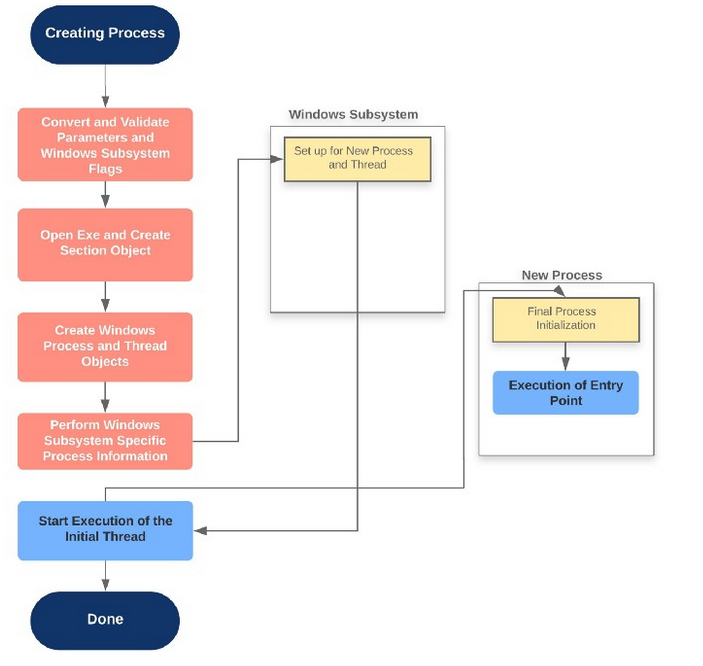 Creating Process
Convert and Validate
Parameters and
Windows Subsystem
Flags
Open Exe and Create
Section Object
Create Windows
Process and Thread
Objects
Perform Windows
Subsystem Specific
Process Information
Start Execution of the
Initial Thread
Done
Windows Subsystem
Set up for New Process
and Thread
New Process
Final Process
Initialization
Execution of Entry
Point